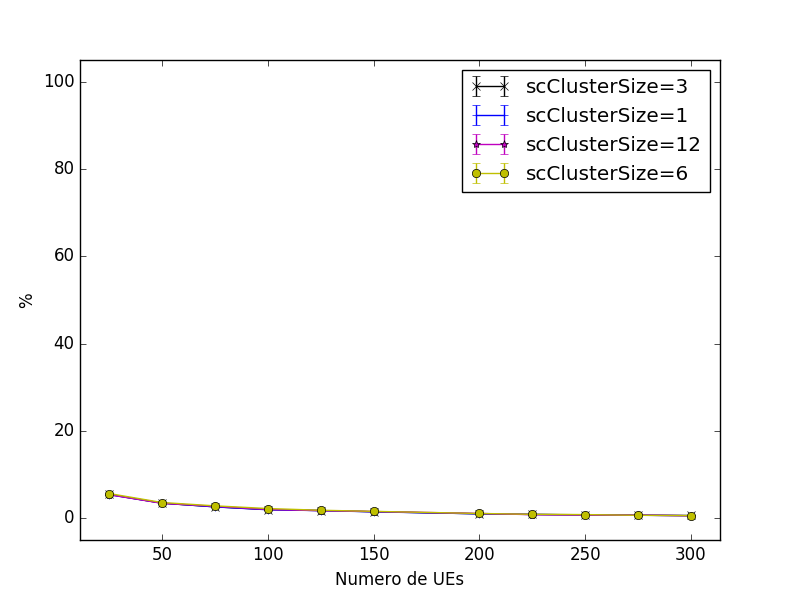 scClusterSize=3
scClusterSize=1
scClusterSize=12
scClusterSize=6
%
100
80
60
40
20
0
50 100 150 200 250 300
Numero de UEs